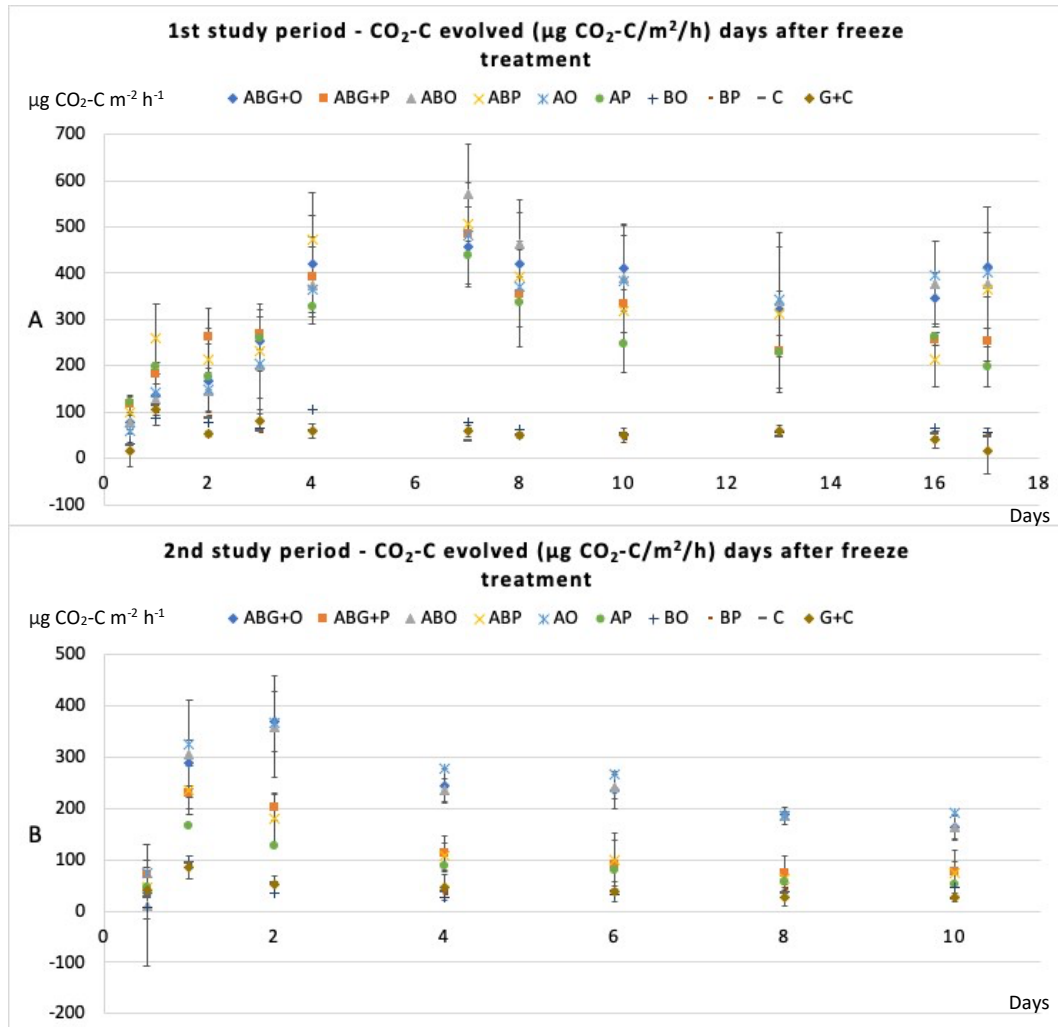 1st study period - CO₂-C evolved (µg CO₂-C/m²/h) days after freeze
treatment
µg CO₂-C m⁻² h⁻¹
ABG+O ABG+P ABO ABP AO AP BO BP C G+C
700
600
500
400
300
200
100
0
-100
A
0 2 4 6 8 10 12 14 16 18
Days
2nd study period - CO₂-C evolved (µg CO₂-C/m²/h) days after freeze
treatment
µg CO₂-C m⁻² h⁻¹
ABG+O ABG+P ABO ABP AO AP BO BP C G+C
500
400
300
200
100
0
-100
-200
B
0 2 4 6 8 10
Days